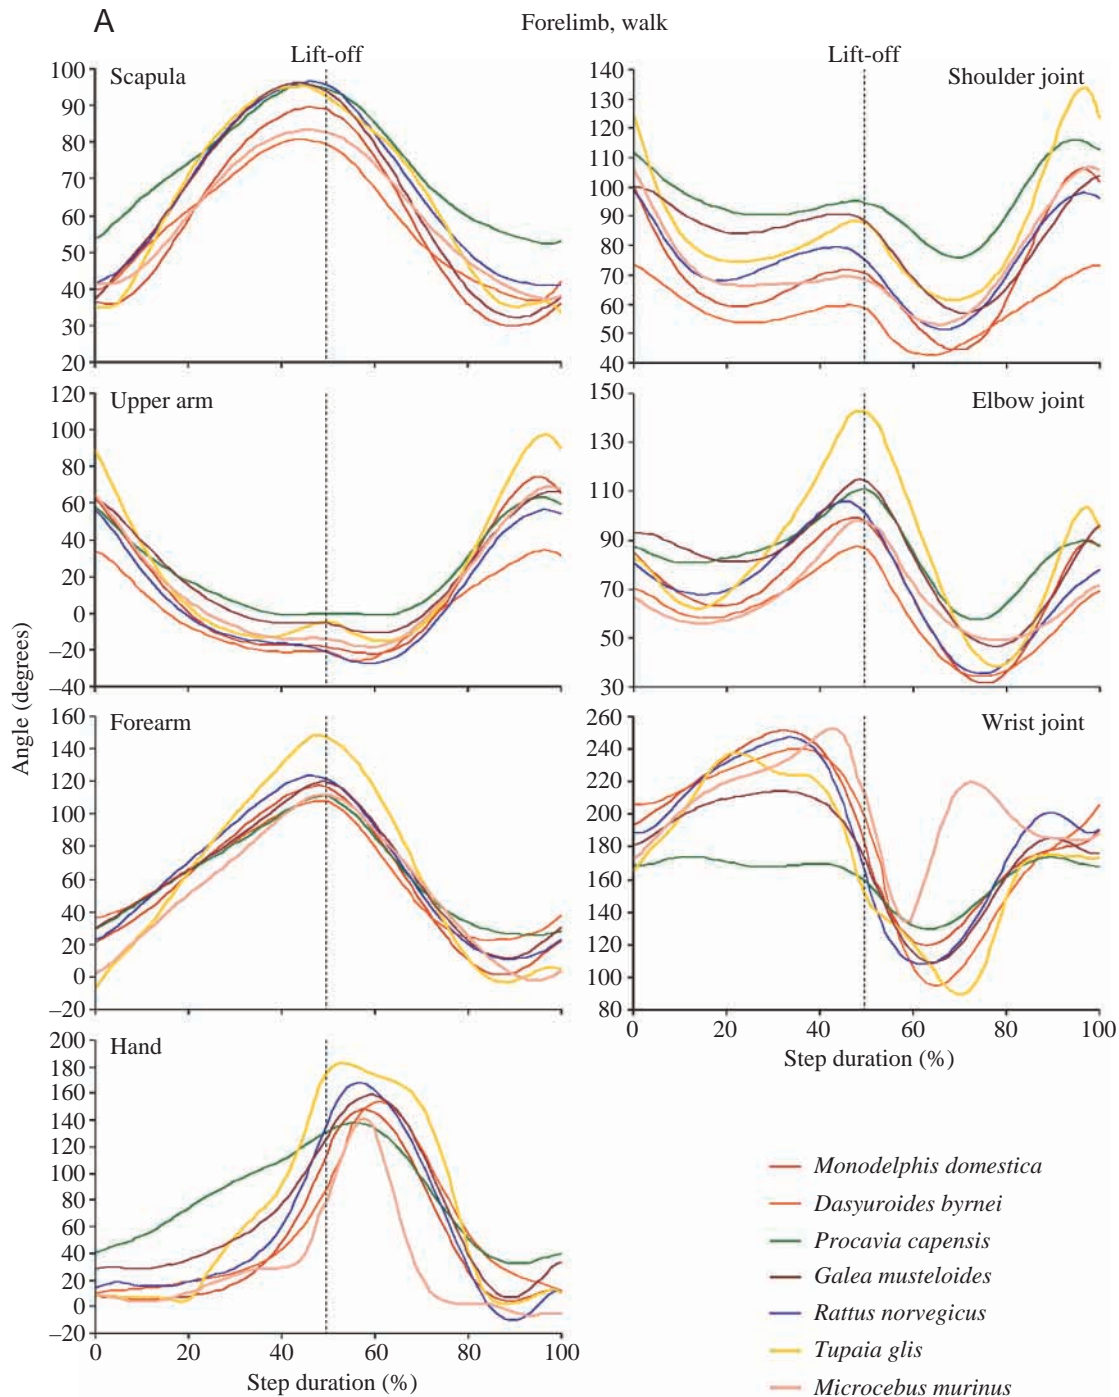 A
Forelimb, walk
Lift-off
Lift-off
Scapula
100
90
80
70
60
50
40
30
20
Shoulder joint
140
130
120
110
100
90
80
70
60
50
40
Upper arm
120
100
80
60
40
20
0
–20
–40
Elbow joint
150
130
110
90
70
50
30
Angle (degrees)
Forearm
160
140
120
100
80
60
40
20
0
–20
Wrist joint
260
240
220
200
180
160
140
120
100
80
0 20 40 60 80 100
Step duration (%)
Hand
200
180
160
140
120
100
80
60
40
20
0
–20
0 20 40 60 80 100
Step duration (%)
Monodelphis domestica
Dasyuroides byrnei
Procavia capensis
Galea musteloides
Rattus norvegicus
Tupaia glis
Microcebus murinus